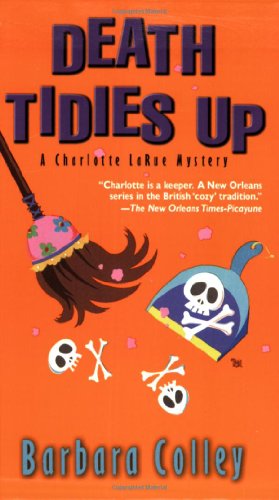 DEATH
TIDIES UP
A Charlotte LaRue Mystery
"Charlotte is a keeper. A New Orleans
series in the British 'cozy' tradition."
—The New Orleans Times-Picayune
Barbara Colley